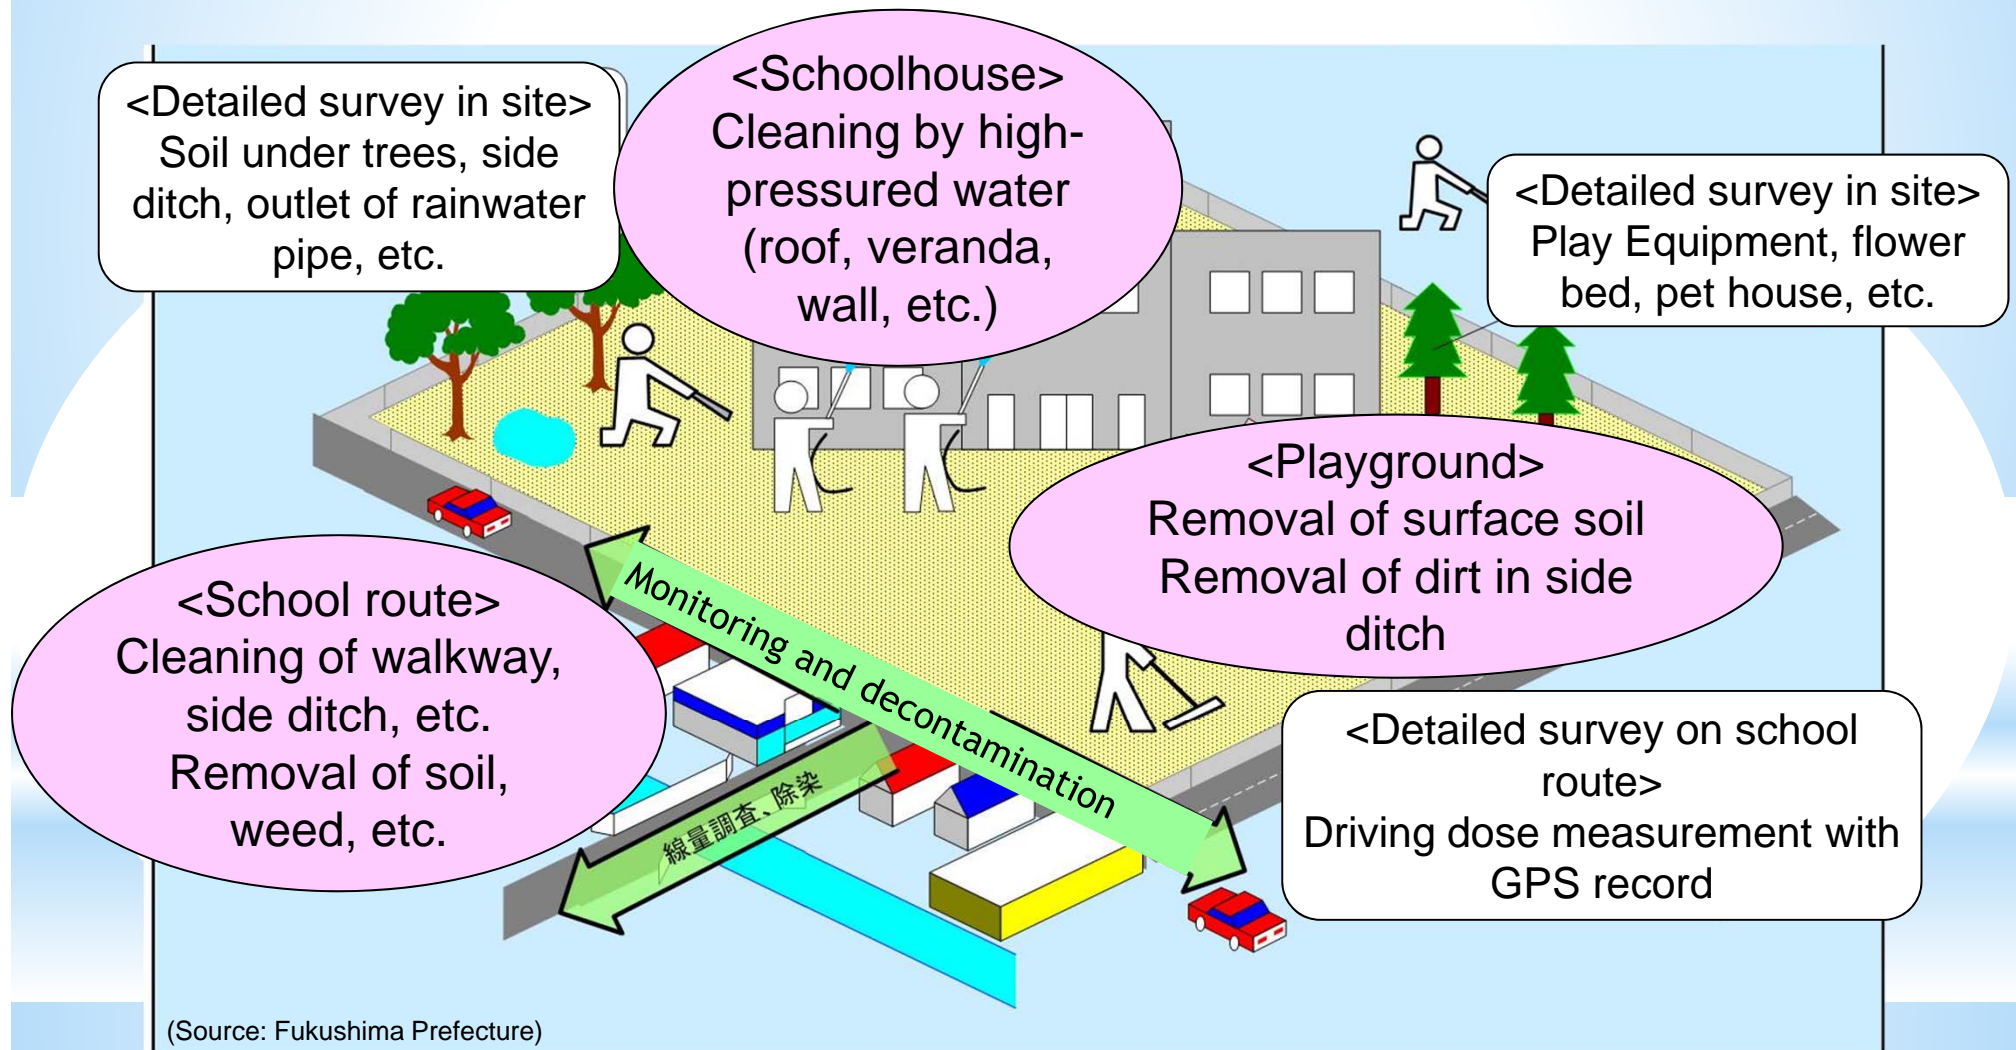 <Detailed survey in site>
Soil under trees, side
ditch, outlet of rainwater
pipe, etc.
<Schoolhouse>
Cleaning by high-
pressured water
(roof, veranda,
wall, etc.)
<Detailed survey in site>
Play Equipment, flower
bed, pet house, etc.
<Playground>
Removal of surface soil
Removal of dirt in side
ditch
<School route>
Cleaning of walkway,
side ditch, etc.
Removal of soil,
weed, etc.
Monitoring and decontamination
線量調査、除染
<Detailed survey on school
route>
Driving dose measurement with
GPS record
(Source: Fukushima Prefecture)